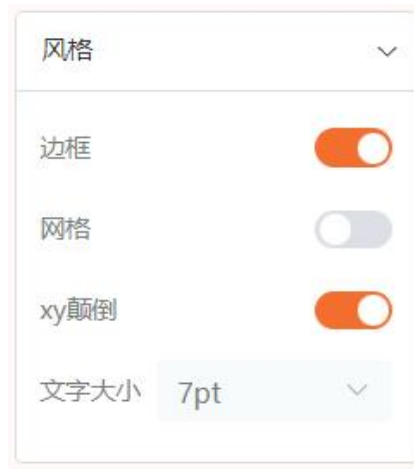 风格
边框
网格
xy颠倒
文字大小 7pt